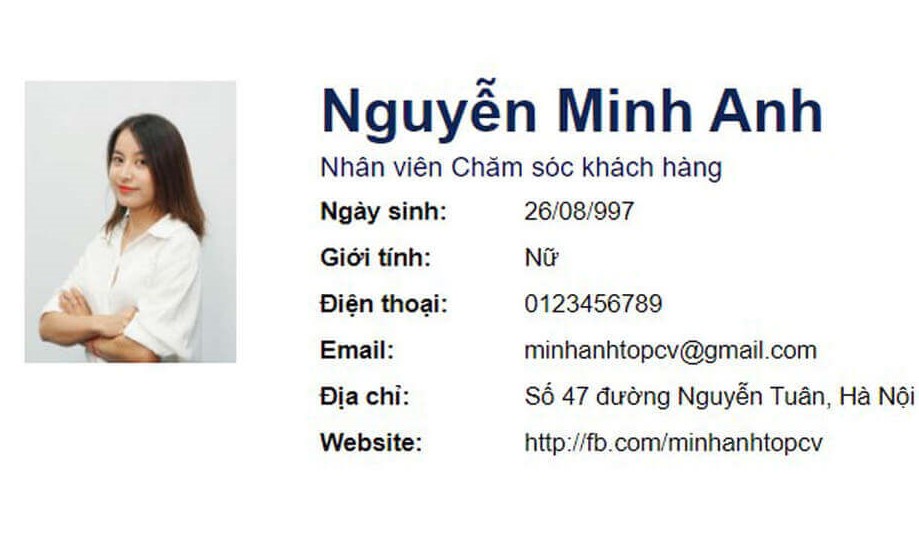 Nguyễn Minh Anh
Nhân viên Chăm sóc khách hàng
Ngày sinh: 26/08/997
Giới tính: Nữ
Điện thoại: 0123456789
Email: minhanhtopcv@gmail.com
Địa chỉ: Số 47 đường Nguyễn Tuân, Hà Nội
Website: http://fb.com/minhanhtopcv